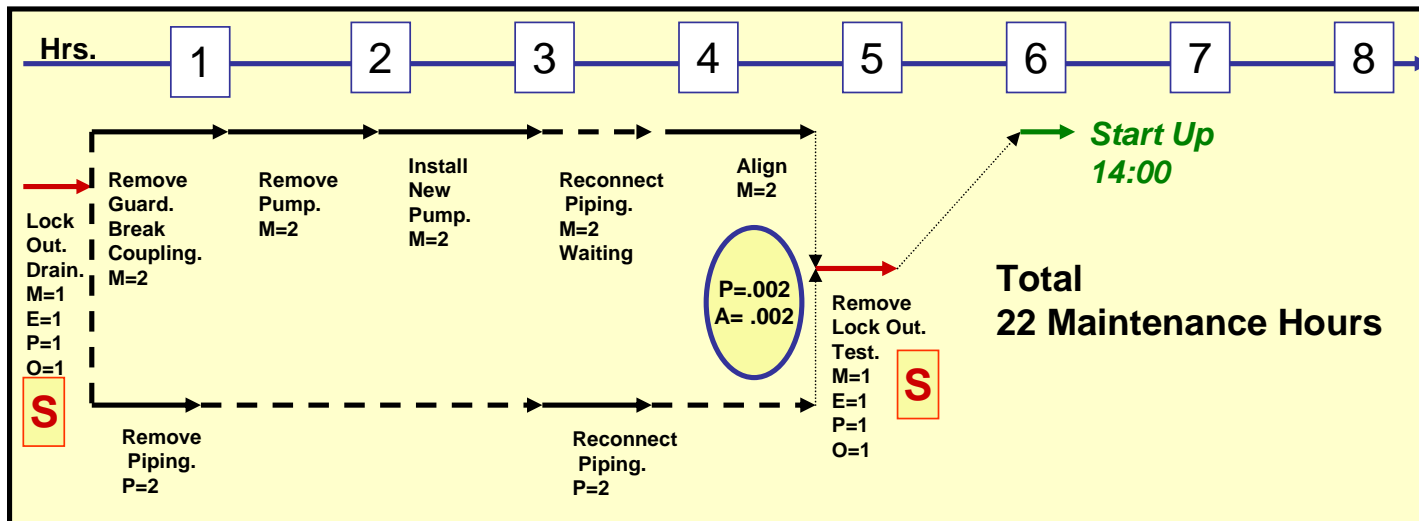 Hrs.
1 2 3 4 5 6 7 8
Start Up
14:00
Lock
Out.
Drain.
M=1
E=1
P=1
O=1
S
Remove
Guard.
Break
Coupling.
M=2
Remove
Pump.
M=2
Install
New
Pump.
M=2
Reconnect
Piping.
M=2
Waiting
Align
M=2
P=.002
A= .002
Remove
Lock Out.
Test.
M=1
E=1
P=1
O=1
S
Total
22 Maintenance Hours
Remove
Piping.
P=2
Reconnect
Piping.
P=2